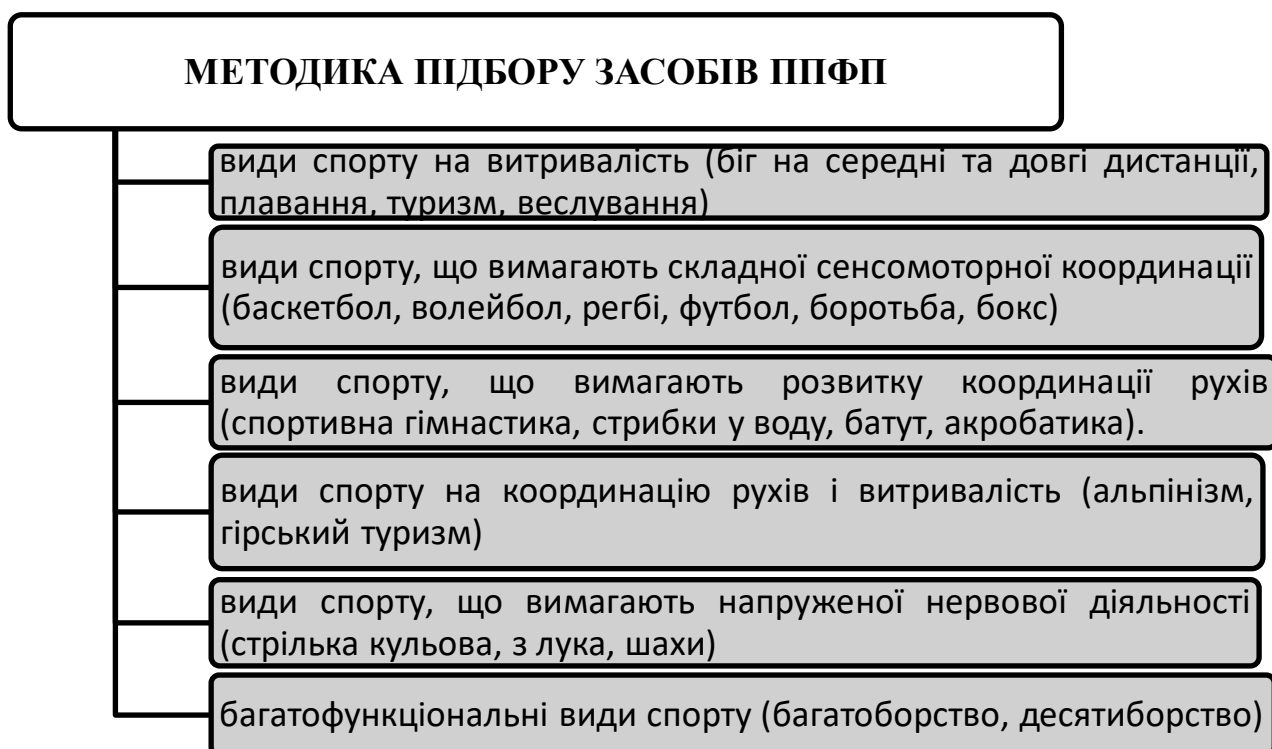 МЕТОДИКА ПІДБОРУ ЗАСОБІВ ППФП
види спорту на витривалість (біг на середні та довгі дистанції,
плавання, туризм, веслування)
види спорту, що вимагають складної сенсомоторної координації
(баскетбол, волейбол, регбі, футбол, боротьба, бокс)
види спорту, що вимагають розвитку координації рухів
(спортивна гімнастика, стрибки у воду, батут, акробатика).
види спорту на координацію рухів і витривалість (альпінізм,
гірський туризм)
види спорту, що вимагають напруженої нервової діяльності
(стрілька кульова, з лука, шахи)
багатофункціональні види спорту (багатоборство, десятиборство)